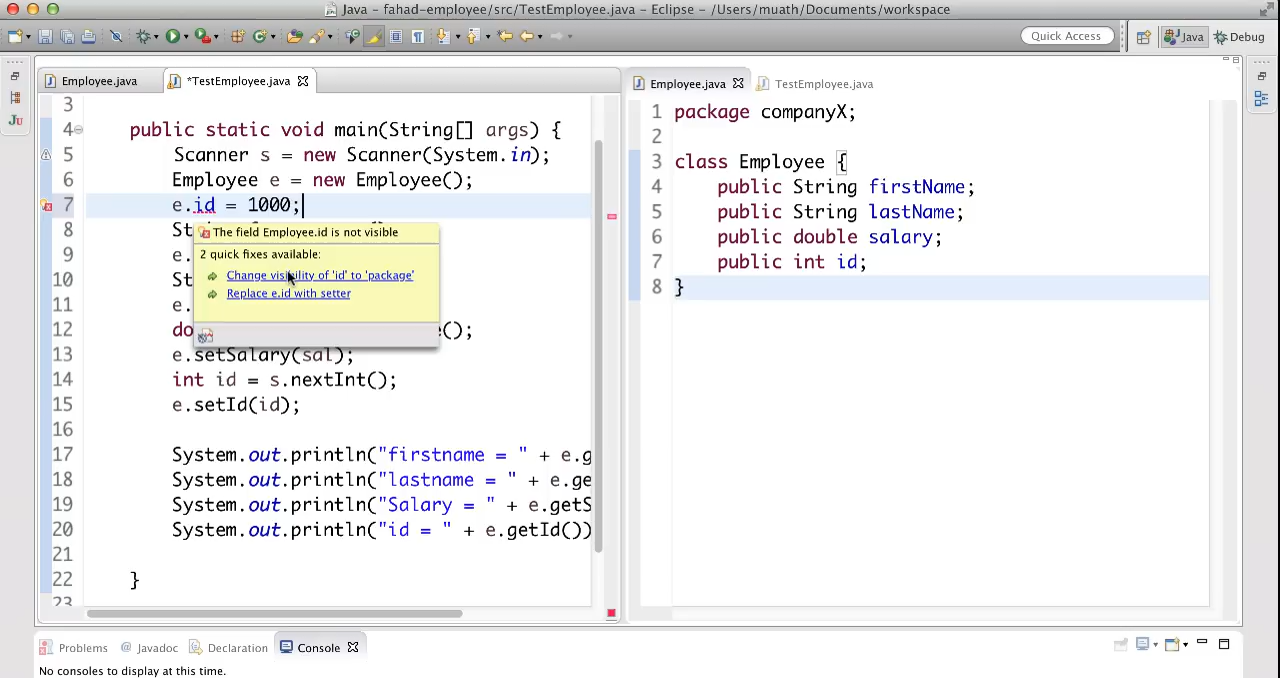 Java - fahad-employee/src/TestEmployee.java - Eclipse - /Users/muath/Documents/workspace
Quick Access
Java
Debug
Employee.java
*TestEmployee.java
3
4 public static void main(String[] args) {
5 Scanner s = new Scanner(System.in);
6 Employee e = new Employee();
7 e.id = 1000;
8 St
9 e.
10 St
11 e.
12 do e();
13 e.setSalary(sal);
14 int id = s.nextInt();
15 e.setId(id);
16
17 System.out.println("firstname = " + e.g
18 System.out.println("lastname = " + e.ge
19 System.out.println("Salary = " + e.getS
20 System.out.println("id = " + e.getId())
21
22 }
23
The field Employee.id is not visible
2 quick fixes available:
Change visibility of 'id' to 'package'
Replace e.id with setter
Employee.java
TestEmployee.java
1 package companyX;
2
3 class Employee {
4 public String firstName;
5 public String lastName;
6 public double salary;
7 public int id;
8 }
Problems
@ Javadoc
Declaration
Console
No consoles to display at this time.